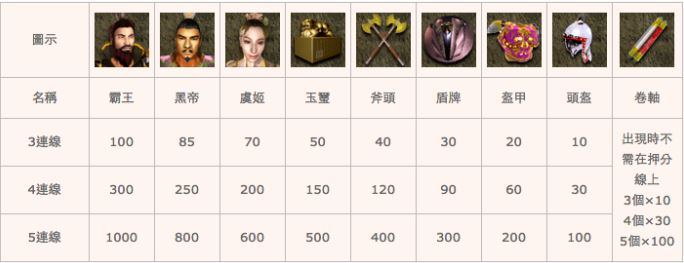 圖示
名稱 霸王 黑帝 虞姬 玉璽 斧頭 盾牌 盔甲 頭盔 卷軸
3連線 100 85 70 50 40 30 20 10
4連線 300 250 200 150 120 90 60 30
5連線 1000 800 600 500 400 300 200 100
出現時不
需在押分
線上
3個×10
4個×30
5個×100